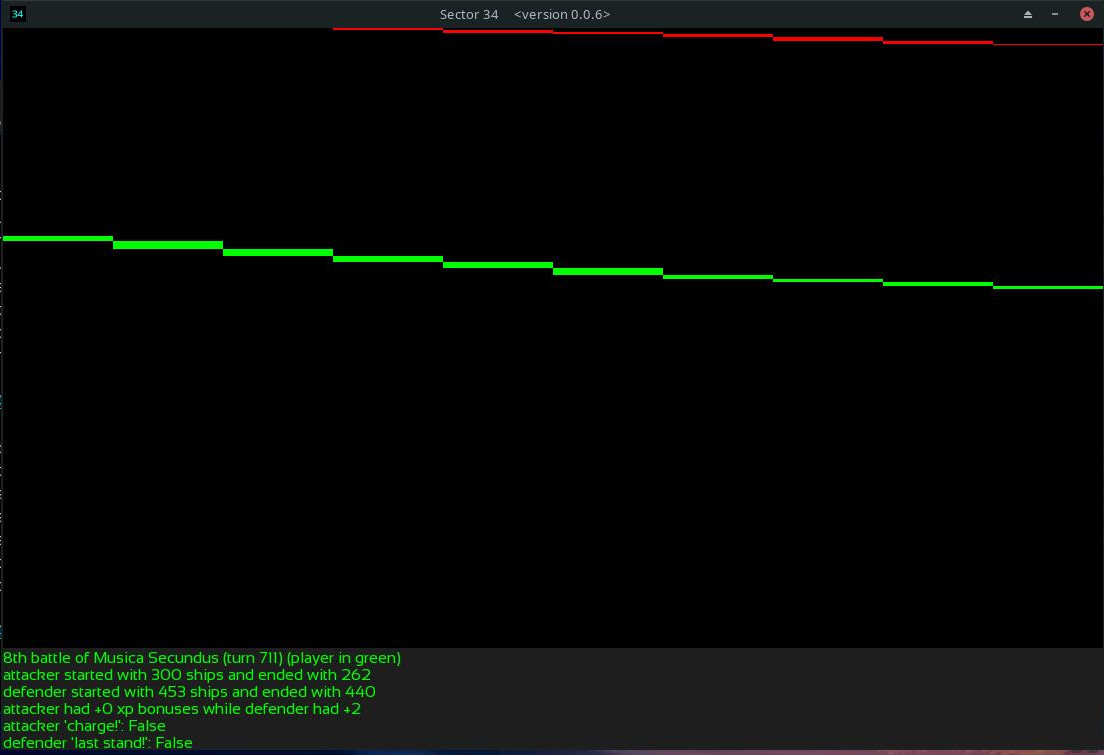 34 Sector 34 <version 0.0.6>
8th battle of Musica Secundus (turn 711) (player in green)
attacker started with 300 ships and ended with 262
defender started with 453 ships and ended with 440
attacker had +0 xp bonuses while defender had +2
attacker 'charge!': False
defender 'last stand!': False